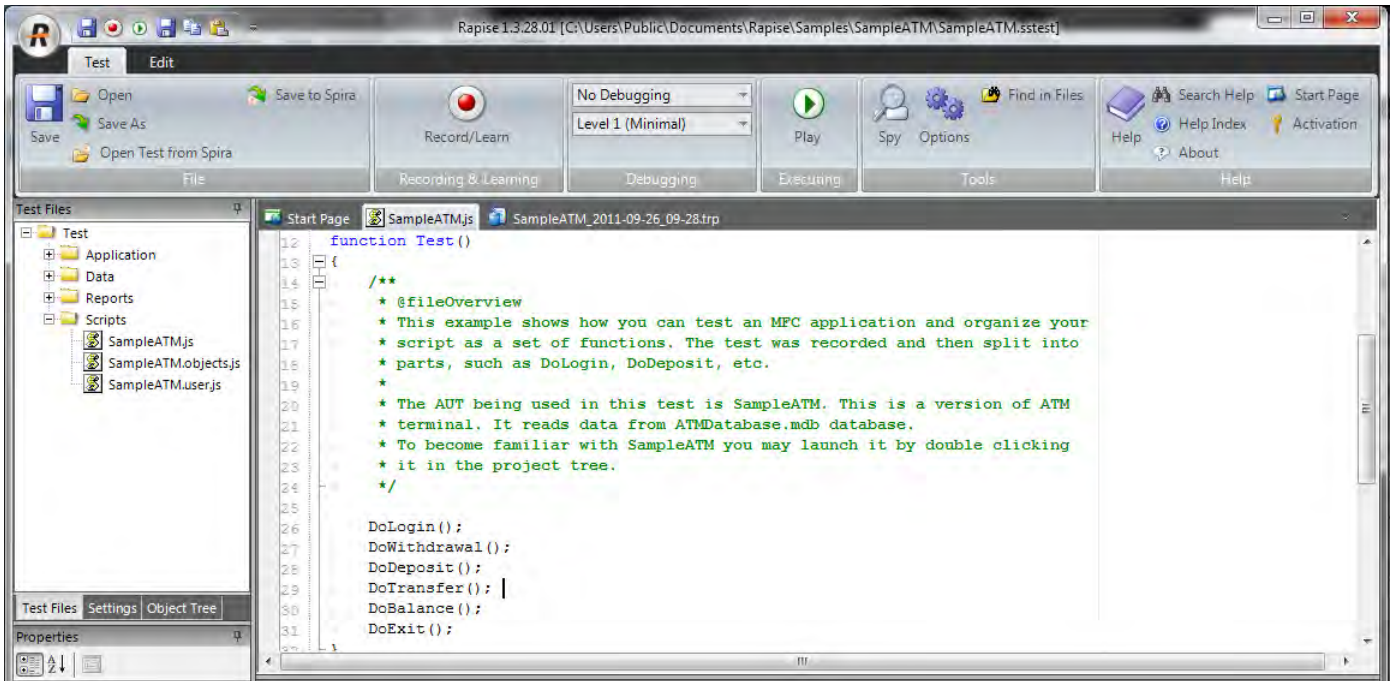 Rapise 1.3.28.01 [C:\Users\Public\Documents\Rapise\Samples\SampleATM\SampleATM.sstest]
Test Edit
Save
Open
Save As
Open Test from Spira
Save to Spira
File
Record/Learn
Recording & Learning
No Debugging
Level 1 (Minimal)
Debugging
Play
Executing
Spy
Options
Find in Files
Tools
Help
Search Help
Help Index
About
Start Page
Activation
Help
Test Files
Test
Application
Data
Reports
Scripts
SampleATM.js
SampleATM.objects.js
SampleATM.user.js
Test Files Settings Object Tree
Properties
Start Page SampleATM.js SampleATM_2011-09-26_09-28.trp
12 function Test()
13 {
14 /**
15 * @fileOverview
16 * This example shows how you can test an MFC application and organize your
17 * script as a set of functions. The test was recorded and then split into
18 * parts, such as DoLogin, DoDeposit, etc.
19 *
20 * The AUT being used in this test is SampleATM. This is a version of ATM
21 * terminal. It reads data from ATMDatabase.mdb database.
22 * To become familiar with SampleATM you may launch it by double clicking
23 * it in the project tree.
24 */
25
26 DoLogin();
27 DoWithdrawal();
28 DoDeposit();
29 DoTransfer();
30 DoBalance();
31 DoExit();